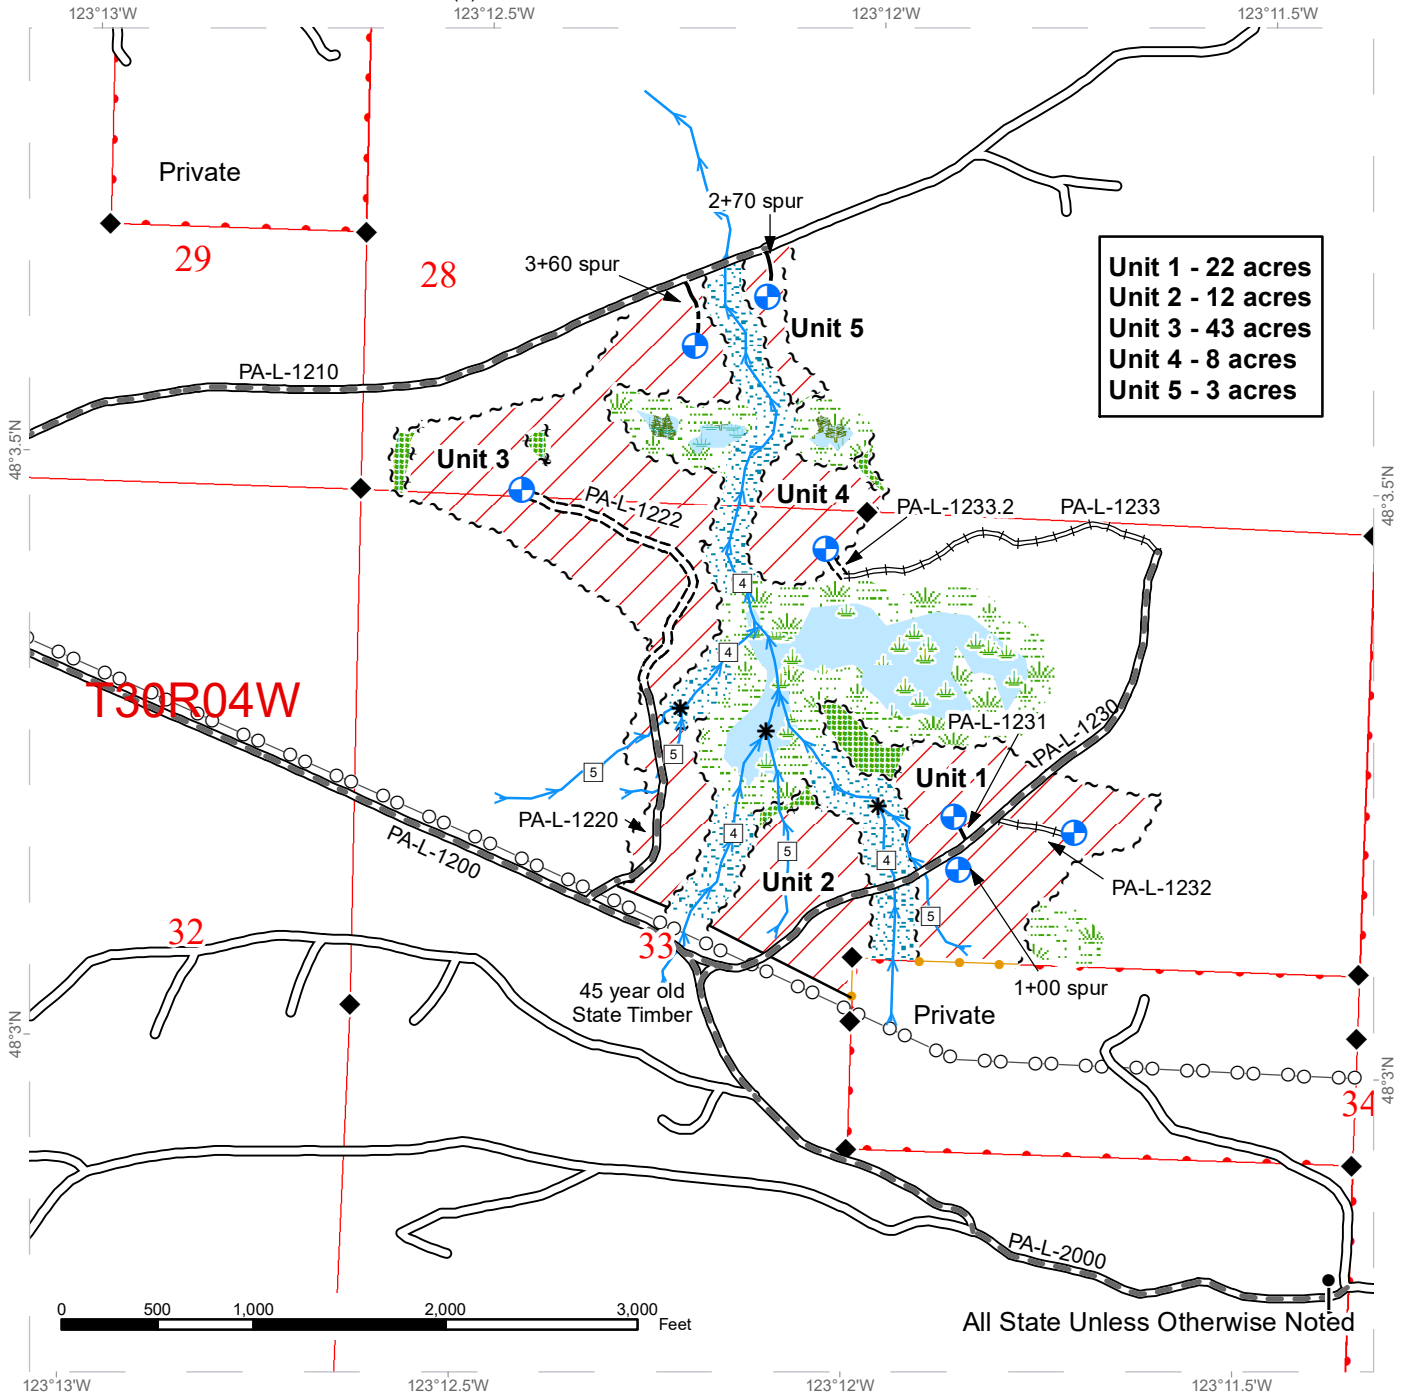 123°13'W
123°12.5'W
123°12'W
123°11.5'W
Private
2+70 spur
3+60 spur
29
28
Unit 1 - 22 acres
Unit 2 - 12 acres
Unit 3 - 43 acres
Unit 4 - 8 acres
Unit 5 - 3 acres
Unit 5
PA-L-1210
48°3.5'N
48°3.5'N
Unit 3
Unit 4
PA-L-1222
PA-L-1233.2
PA-L-1233
4
4
T30R04W
PA-L-1231
PA-L-1230
5
5
Unit 1
PA-L-1220
PA-L-1200
4
5
4
Unit 2
PA-L-1232
5
32
33
45 year old
State Timber
1+00 spur
Private
48°3'N
48°3'N
34
PA-L-2000
0
500
1,000
2,000
3,000
Feet
All State Unless Otherwise Noted
123°13'W
123°12.5'W
123°12'W
123°11.5'W